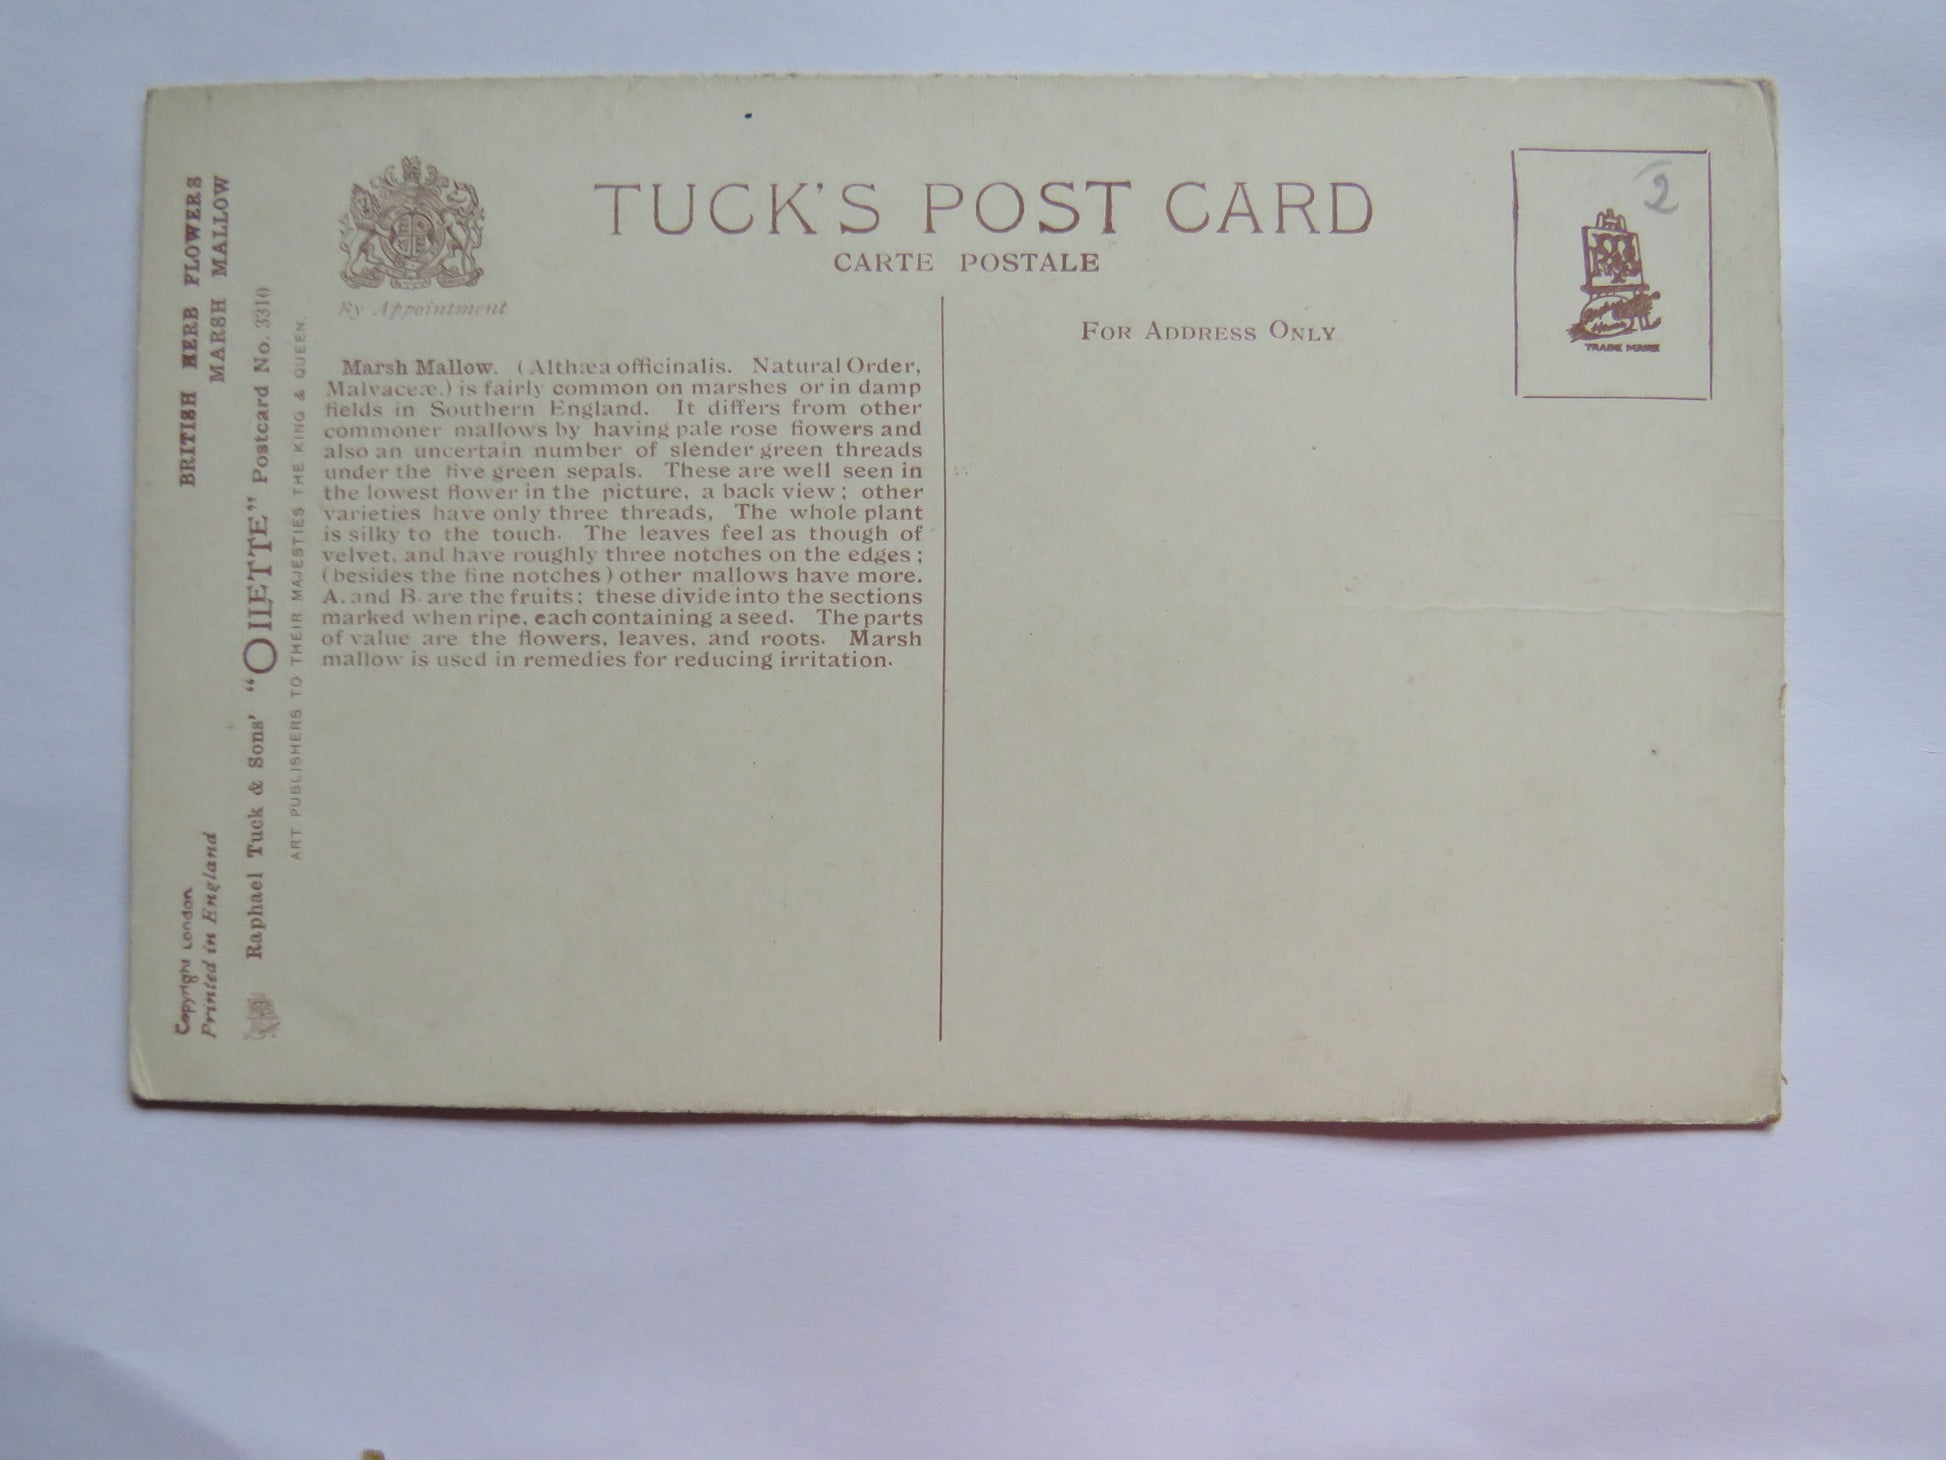 TUCK'S POST CARD
CARTE POSTALE
By Appointment
FOR ADDRESS ONLY
2
TRADE MARK
BRITISH HERB FLOWERS
MARSH MALLOW
Copyright London
Printed in England
Raphael Tuck & Sons' "OILETTE" Postcard No. 3310
ART PUBLISHERS TO THEIR MAJESTIES THE KING & QUEEN.
Marsh Mallow. (Althæa officinalis. Natural Order,
Malvaceæ.) is fairly common on marshes or in damp
fields in Southern England. It differs from other
commoner mallows by having pale rose flowers and
also an uncertain number of slender green threads
under the five green sepals. These are well seen in
the lowest flower in the picture, a back view; other
varieties have only three threads, The whole plant
is silky to the touch. The leaves feel as though of
velvet, and have roughly three notches on the edges;
(besides the fine notches) other mallows have more.
A. and B. are the fruits; these divide into the sections
marked when ripe, each containing a seed. The parts
of value are the flowers, leaves, and roots. Marsh
mallow is used in remedies for reducing irritation.